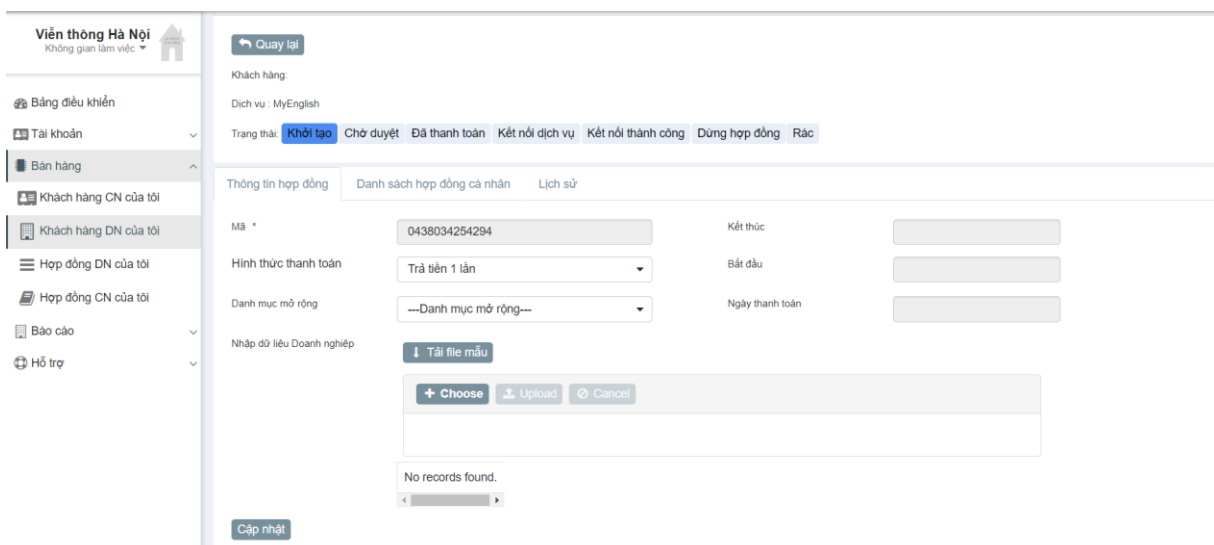 Viễn thông Hà Nội
Không gian làm việc
Bảng điều khiển
Tài khoản
Bán hàng
Khách hàng CN của tôi
Khách hàng DN của tôi
Hợp đồng DN của tôi
Hợp đồng CN của tôi
Báo cáo
Hỗ trợ
Quay lại
Khách hàng:
Dịch vụ : MyEnglish
Trạng thái: Khởi tạo Chờ duyệt Đã thanh toán Kết nối dịch vụ Kết nối thành công Dừng hợp đồng Rác
Thông tin hợp đồng Danh sách hợp đồng cá nhân Lịch sử
Mã * 0438034254294 Kết thúc
Hình thức thanh toán Trả tiền 1 lần Bắt đầu
Danh mục mở rộng ---Danh mục mở rộng--- Ngày thanh toán
Nhập dữ liệu Doanh nghiệp Tải file mẫu
+ Choose Upload Cancel
No records found.
Cập nhật